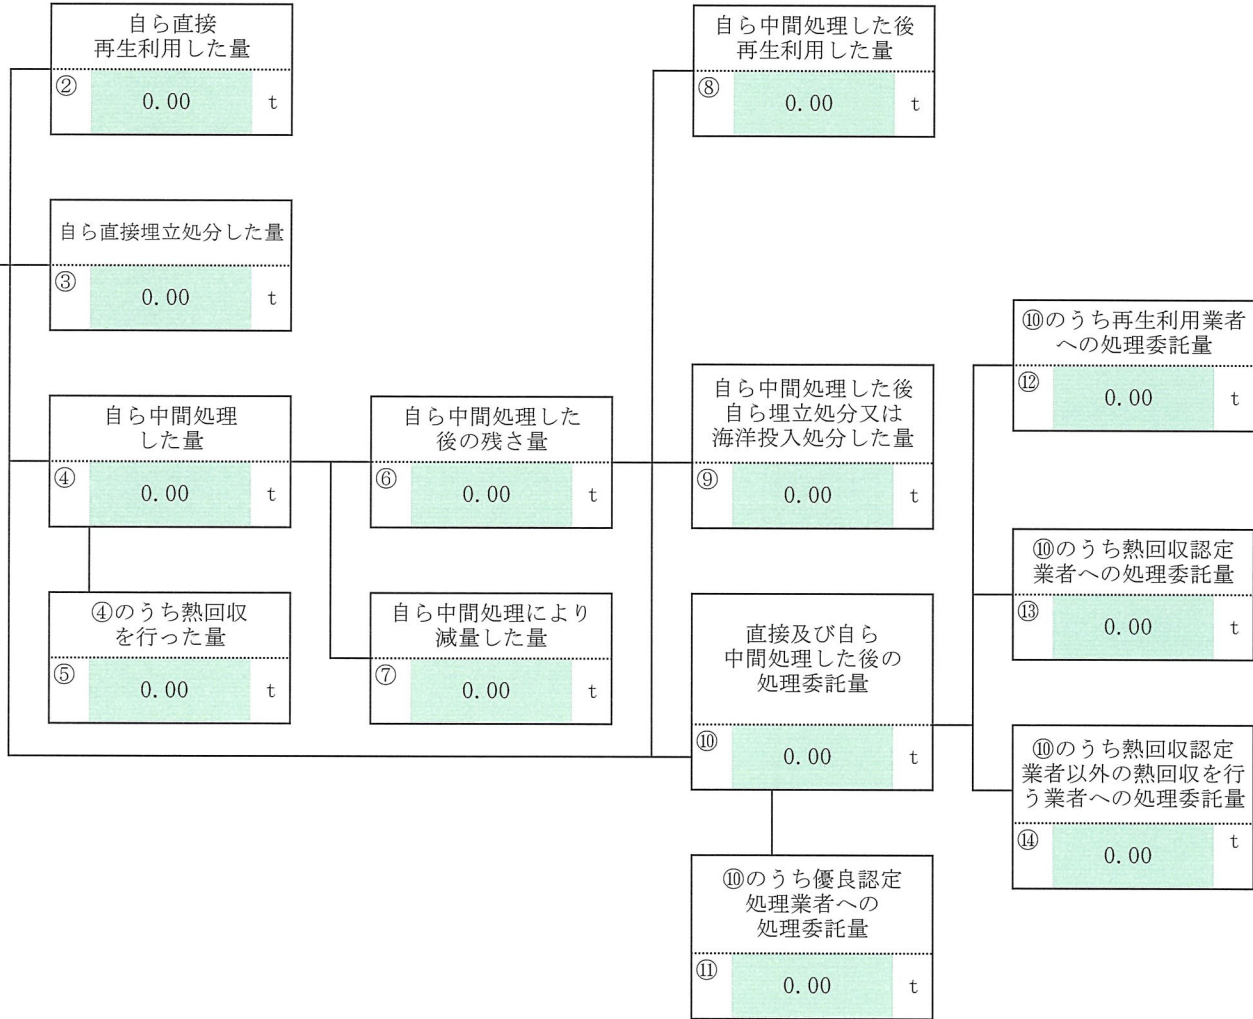 自ら直接
再生利用した量
② 0.00 t
自ら直接埋立処分した量
③ 0.00 t
自ら中間処理
した量
④ 0.00 t
④のうち熱回収
を行った量
⑤ 0.00 t
自ら中間処理した
後の残さ量
⑥ 0.00 t
自ら中間処理により
減量した量
⑦ 0.00 t
自ら中間処理した後
再生利用した量
⑧ 0.00 t
自ら中間処理した後
自ら埋立処分又は
海洋投入処分した量
⑨ 0.00 t
直接及び自ら
中間処理した後の
処理委託量
⑩ 0.00 t
⑩のうち優良認定
処理業者への
処理委託量
⑪ 0.00 t
⑩のうち再生利用業者
への処理委託量
⑫ 0.00 t
⑩のうち熱回収認定
業者への処理委託量
⑬ 0.00 t
⑩のうち熱回収認定
業者以外の熱回収を行
う業者への処理委託量
⑭ 0.00 t